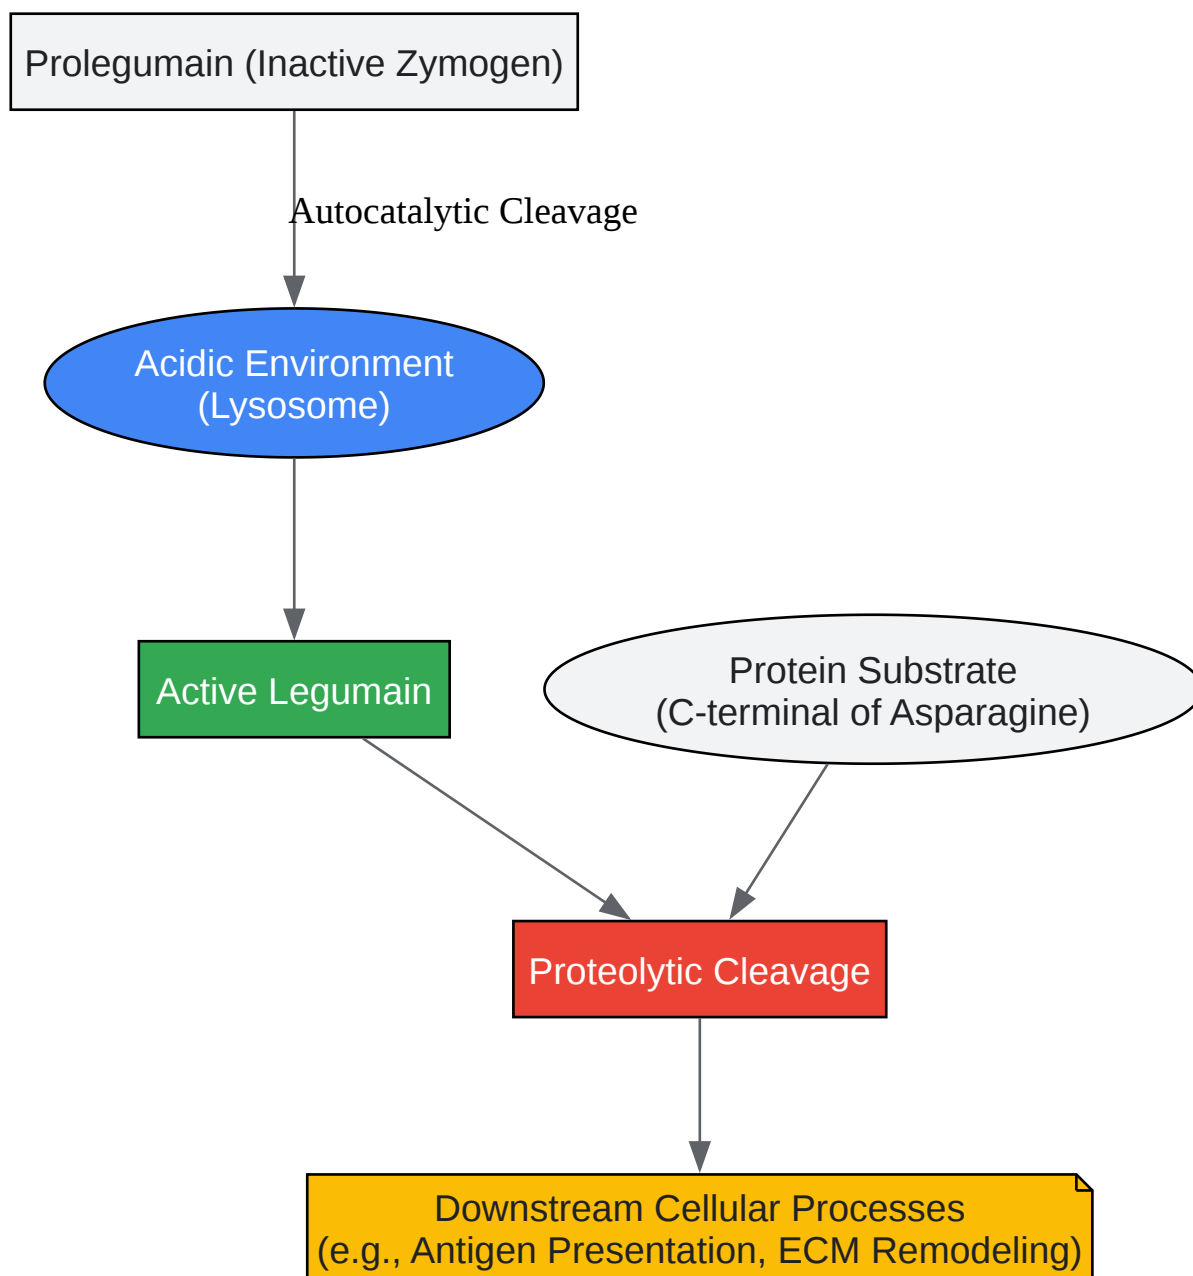 Prolegumain (Inactive Zymogen)
Autocatalytic Cleavage
Acidic Environment
(Lysosome)
Active Legumain
Protein Substrate
(C-terminal of Asparagine)
Proteolytic Cleavage
Downstream Cellular Processes
(e.g., Antigen Presentation, ECM Remodeling)